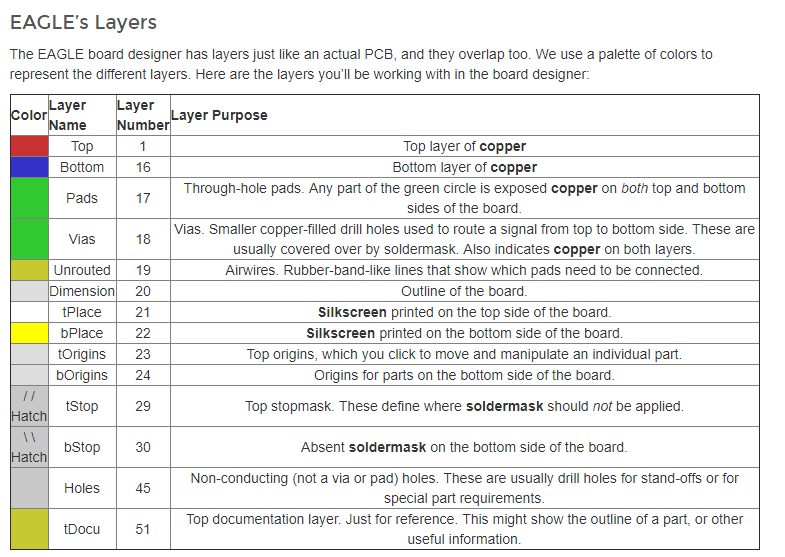 EAGLE's Layers
The EAGLE board designer has layers just like an actual PCB, and they overlap too. We use a palette of colors to
represent the different layers. Here are the layers you'll be working with in the board designer:
Color Layer Name Layer Number Layer Purpose
Top 1 Top layer of copper
Bottom 16 Bottom layer of copper
Pads 17 Through-hole pads. Any part of the green circle is exposed copper on both top and bottom
sides of the board.
Vias 18 Vias. Smaller copper-filled drill holes used to route a signal from top to bottom side. These are
usually covered over by soldermask. Also indicates copper on both layers.
Unrouted 19 Airwires. Rubber-band-like lines that show which pads need to be connected.
Dimension 20 Outline of the board.
tPlace 21 Silkscreen printed on the top side of the board.
bPlace 22 Silkscreen printed on the bottom side of the board.
tOrigins 23 Top origins, which you click to move and manipulate an individual part.
bOrigins 24 Origins for parts on the bottom side of the board.
// Hatch tStop 29 Top stopmask. These define where soldermask should not be applied.
\\ Hatch bStop 30 Absent soldermask on the bottom side of the board.
Holes 45 Non-conducting (not a via or pad) holes. These are usually drill holes for stand-offs or for
special part requirements.
tDocu 51 Top documentation layer. Just for reference. This might show the outline of a part, or other
useful information.